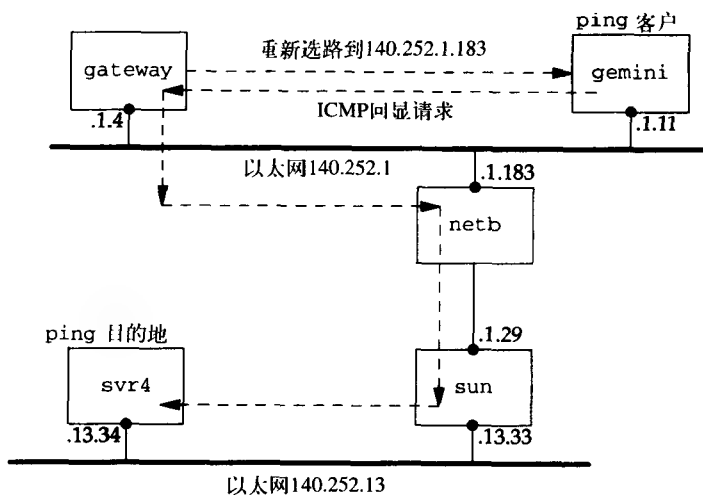 ping 客户
重新选路到140.252.1.183
gateway
gemini
ICMP回显请求
.1.4
.1.11
以太网140.252.1
.1.183
netb
ping 目的地
.1.29
svr4
sun
.13.34
.13.33
以太网140.252.13